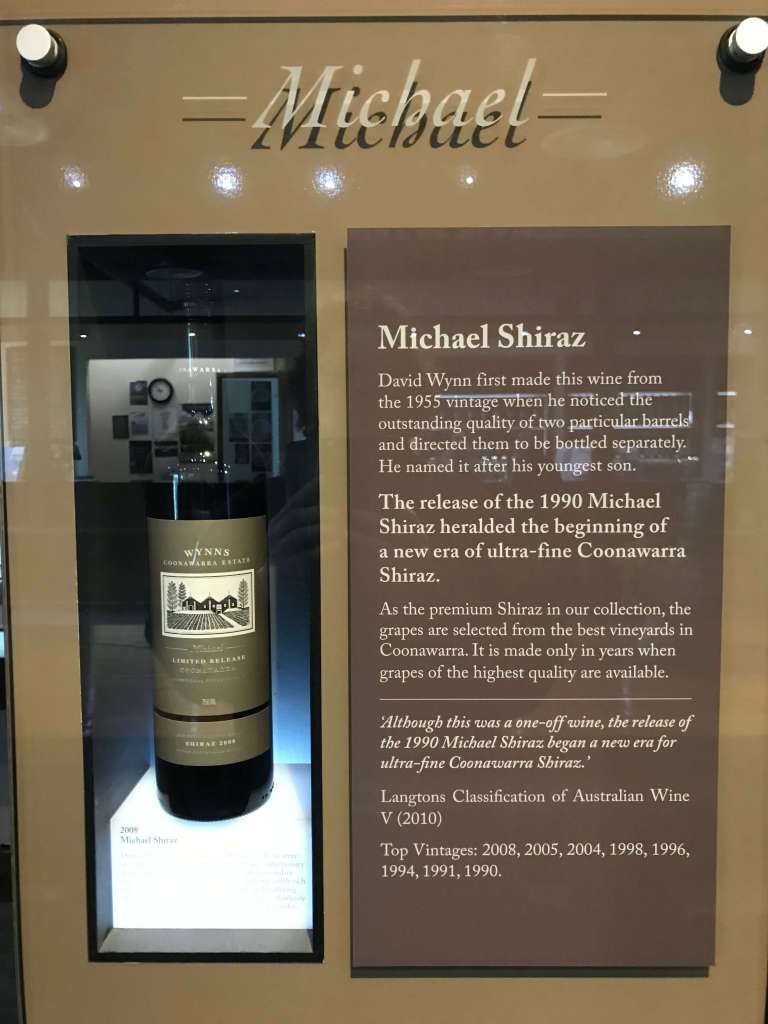 Michael
Michael Shiraz
David Wynn first made this wine from
the 1955 vintage when he noticed the
outstanding quality of two particular barrels
and directed them to be bottled separately.
He named it after his youngest son.
The release of the 1990 Michael
Shiraz heralded the beginning of
a new era of ultra-fine Coonawarra
Shiraz.
As the premium Shiraz in our collection, the
grapes are selected from the best vineyards in
Coonawarra. It is made only in years when
grapes of the highest quality are available.
'Although this was a one-off wine, the release of
the 1990 Michael Shiraz began a new era for
ultra-fine Coonawarra Shiraz.'
Langtons Classification of Australian Wine
V (2010)
Top Vintages: 2008, 2005, 2004, 1998, 1996,
1994, 1991, 1990.
WYNNS
COONAWARRA ESTATE
Michael
LIMITED RELEASE
COONAWARRA
SHIRAZ 2008
2008
Michael Shiraz